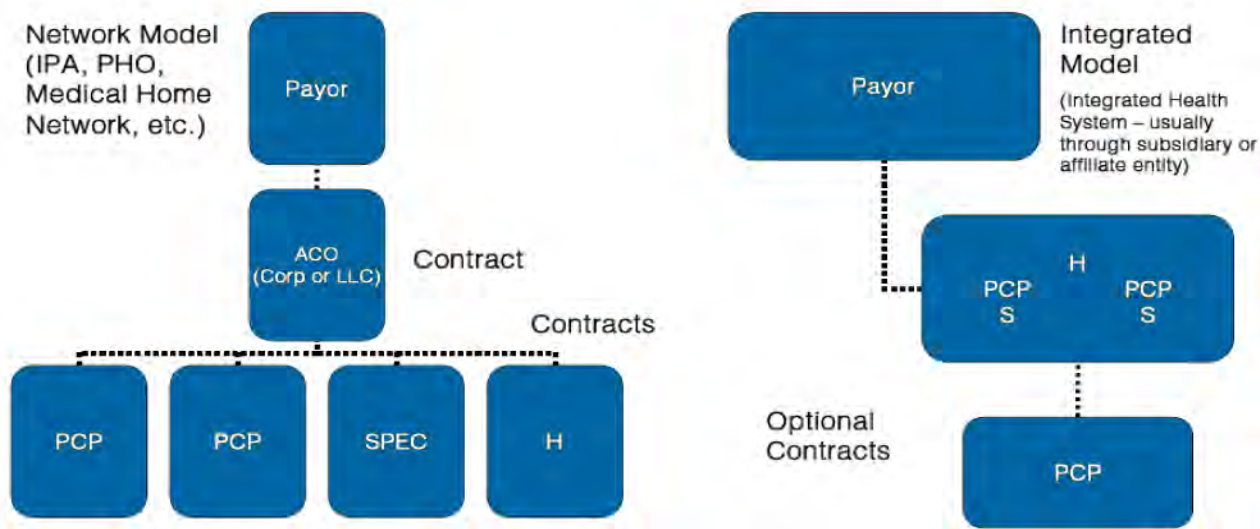 Network Model
(IPA, PHO,
Medical Home
Network, etc.)
Payor
ACO
(Corp or LLC)
Contract
Contracts
PCP
PCP
SPEC
H
Payor
Integrated
Model
(Integrated Health
System – usually
through subsidiary or
affiliate entity)
H
PCP
S
PCP
S
Optional
Contracts
PCP